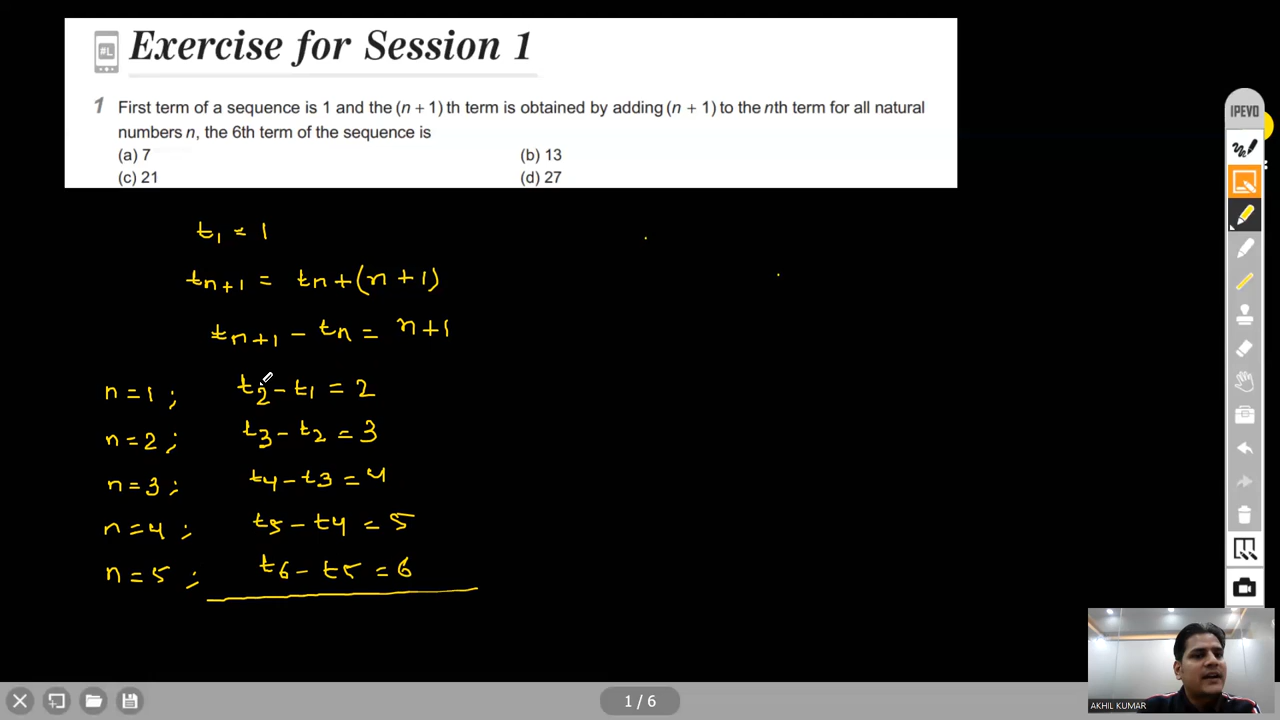 #L
Exercise for Session 1
1 First term of a sequence is 1 and the (n + 1) th term is obtained by adding (n + 1) to the nth term for all natural
numbers n, the 6th term of the sequence is
(a) 7 (b) 13
(c) 21 (d) 27
t₁ = 1
tₙ₊₁ = tₙ + (n + 1)
tₙ₊₁ - tₙ = n + 1
n = 1 ; t₂ - t₁ = 2
n = 2 ; t₃ - t₂ = 3
n = 3 ; t₄ - t₃ = 4
n = 4 ; t₅ - t₄ = 5
n = 5 ; t₆ - t₅ = 6
IPEVO
1 / 6
AKHIL KUMAR